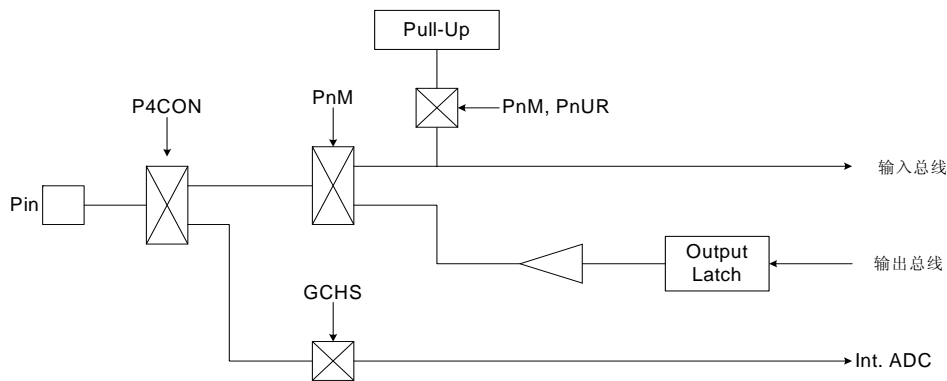 Pull-Up
P4CON
PnM
PnM, PnUR
输入总线
Pin
Output
Latch
输出总线
GCHS
Int. ADC